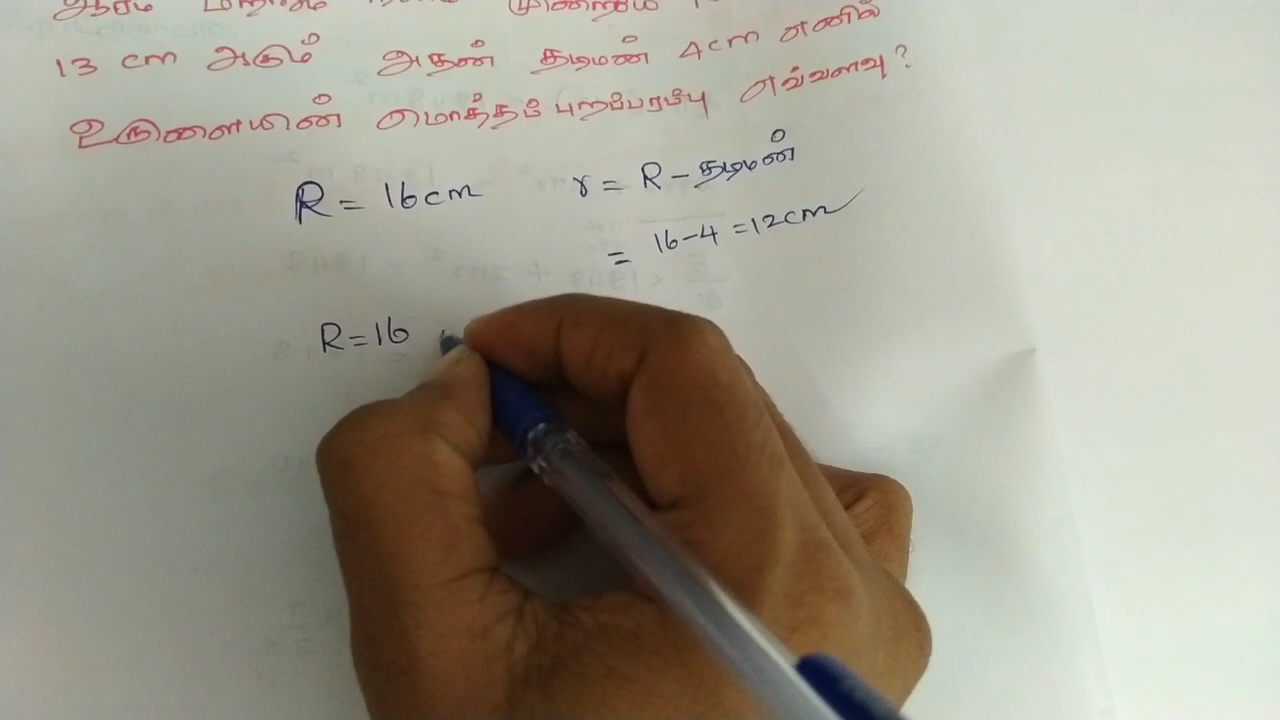 13 cm ஆகும் அதன் தடிமன் 4cm எனில்
உருளையின் மொத்தப் புறப்பரப்பு எவ்வளவு?
R = 16cm r = R - தடிமன்
= 16-4 = 12cm
R=16